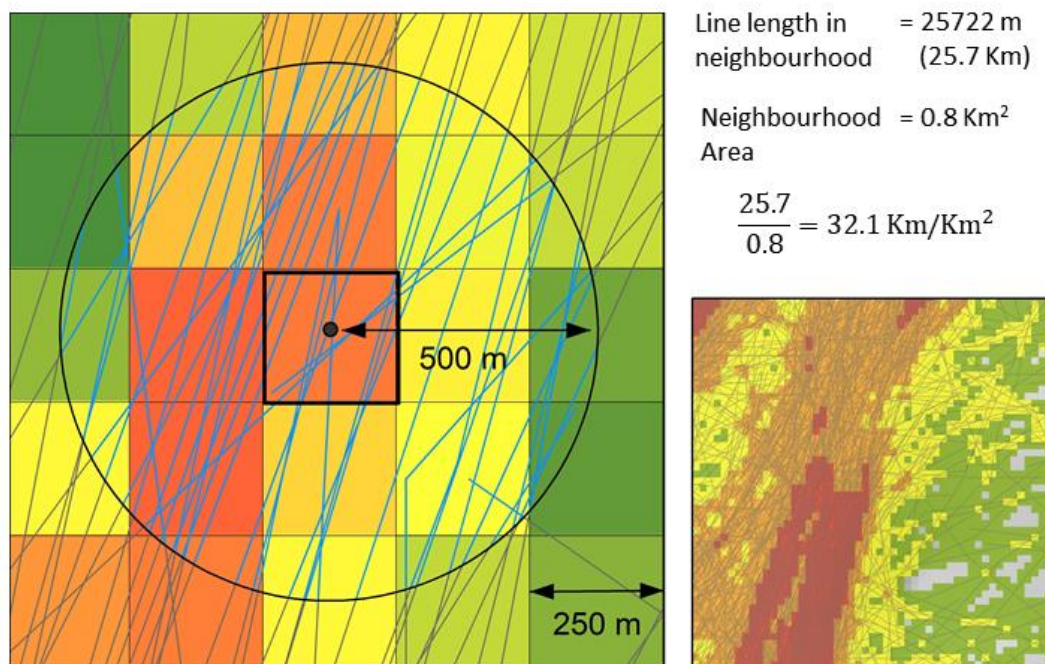 Line length in = 25722 m
neighbourhood (25.7 Km)
Neighbourhood = 0.8 Km²
Area
25.7
0.8
= 32.1 Km/Km²
500 m
250 m